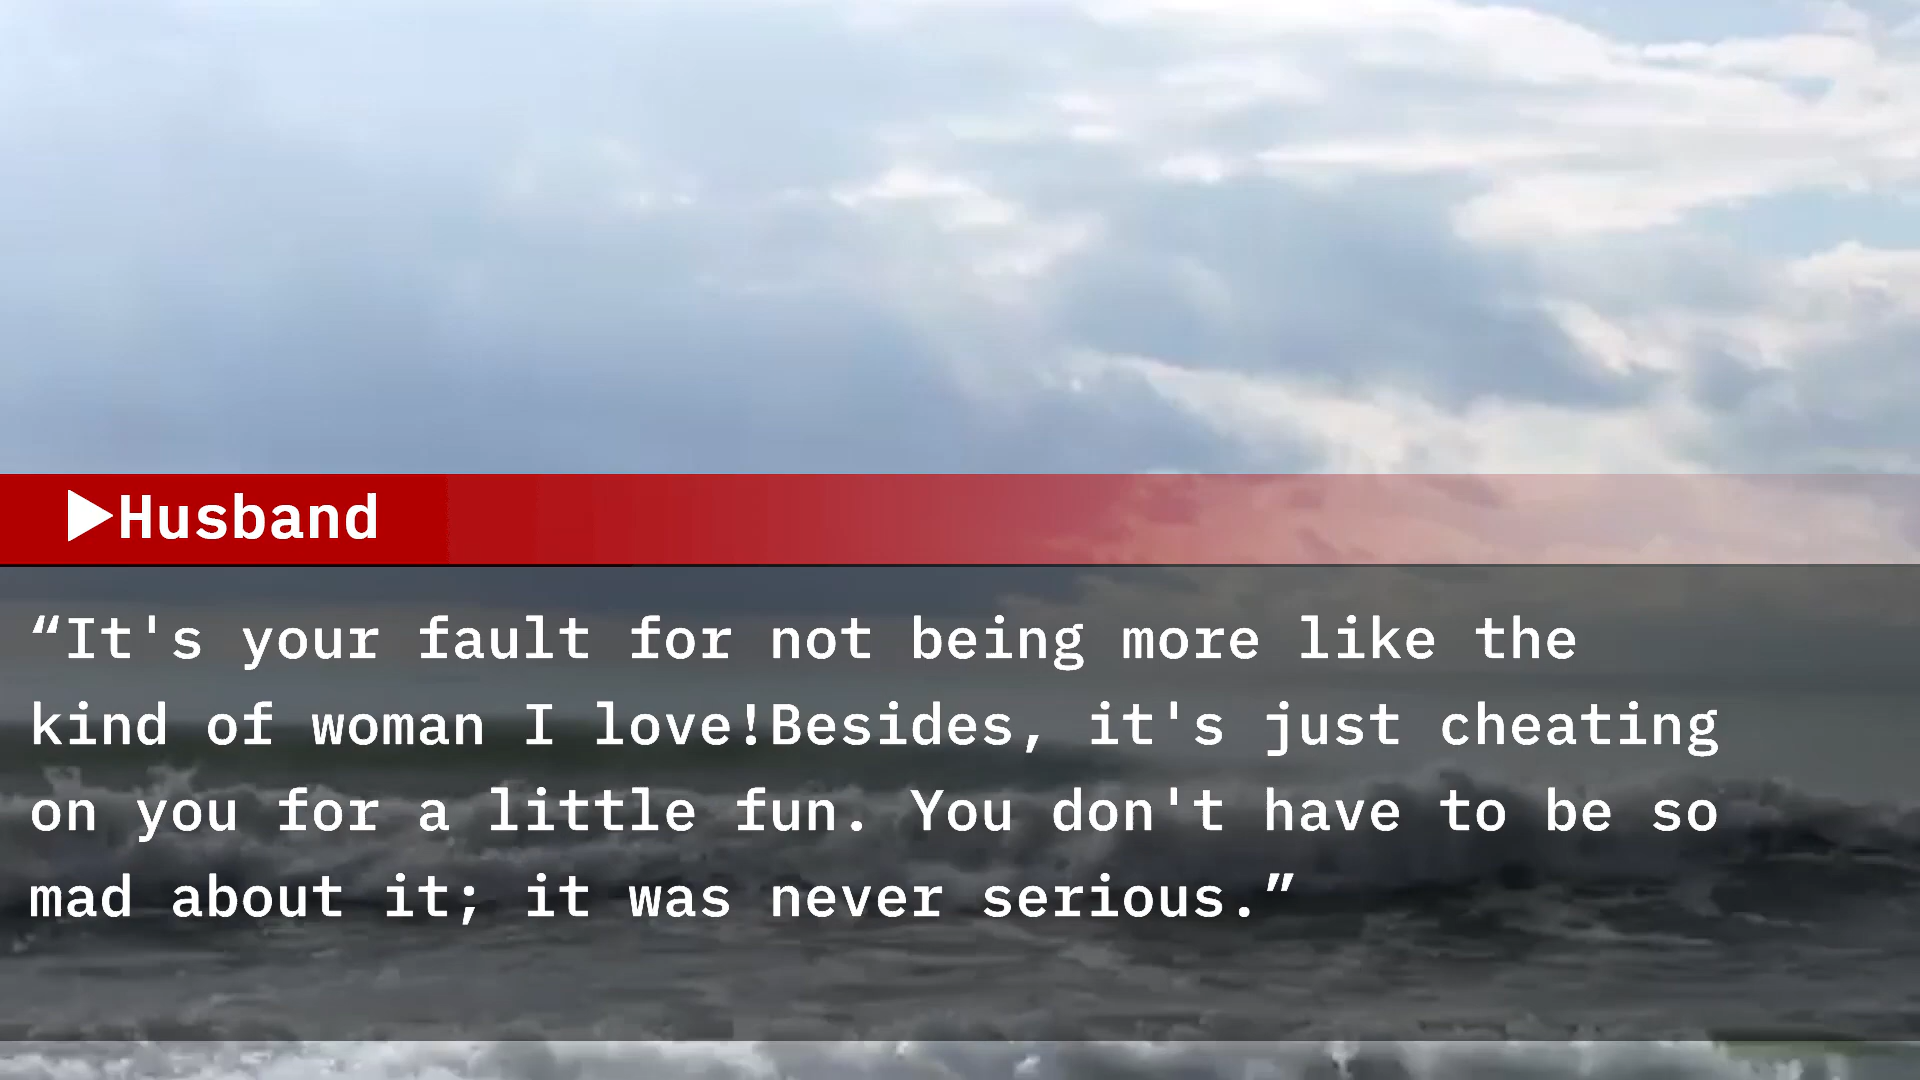 ▶Husband
“It's your fault for not being more like the
kind of woman I love!Besides, it's just cheating
on you for a little fun. You don't have to be so
mad about it; it was never serious.”